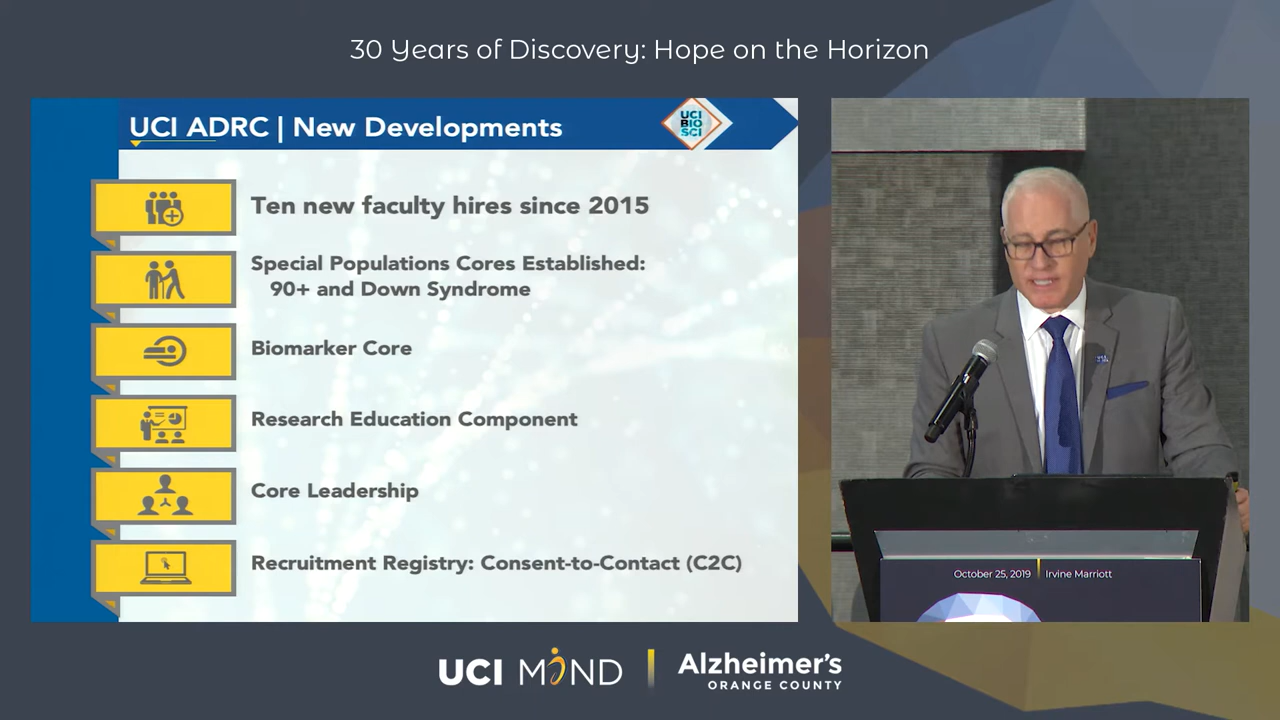 30 Years of Discovery: Hope on the Horizon
UCI ADRC | New Developments
UCI
BIO
SCI
Ten new faculty hires since 2015
Special Populations Cores Established:
90+ and Down Syndrome
Biomarker Core
Research Education Component
Core Leadership
Recruitment Registry: Consent-to-Contact (C2C)
October 25, 2019 | Irvine Marriott
UCI MIND | Alzheimer's
ORANGE COUNTY